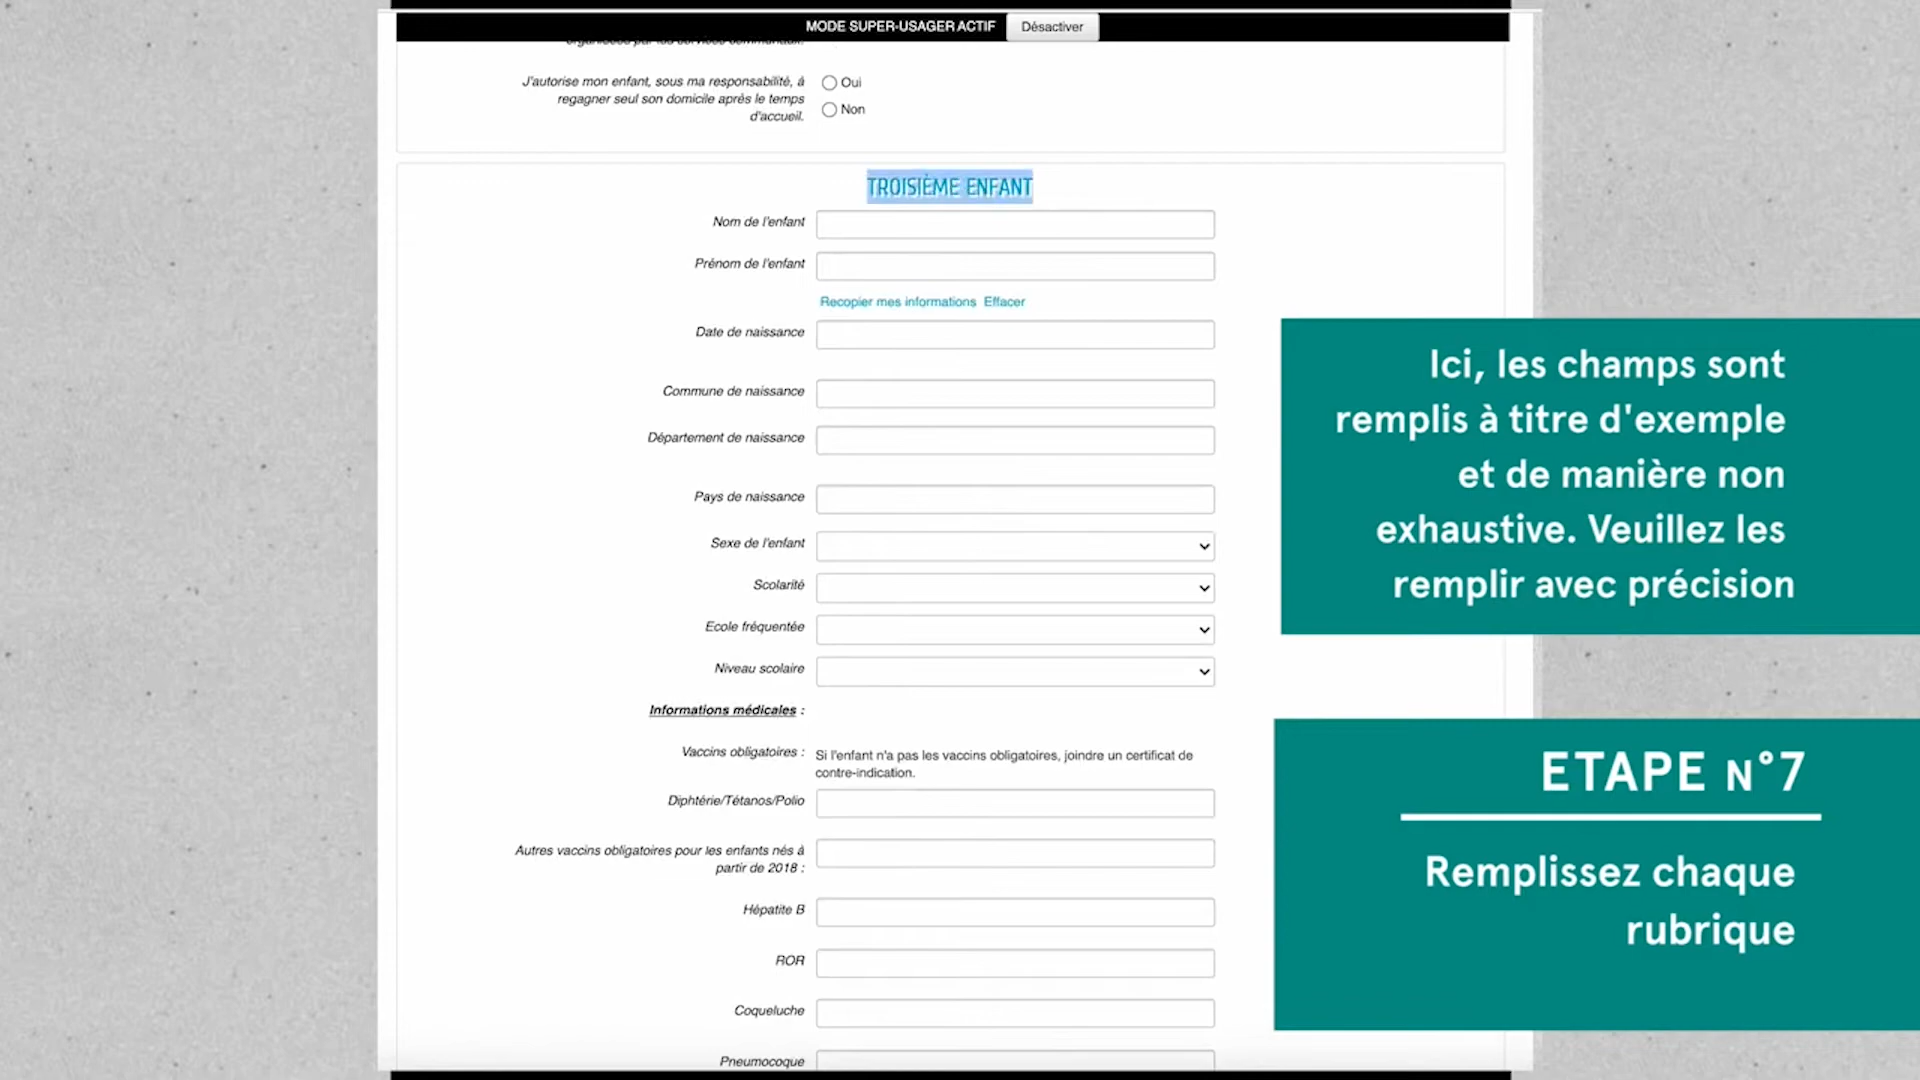 MODE SUPER-USAGER ACTIF Désactiver
organisées par les services communaux.
J'autorise mon enfant, sous ma responsabilité, à
regagner seul son domicile après le temps
d'accueil.
Oui
Non
TROISIÈME ENFANT
Nom de l'enfant
Prénom de l'enfant
Recopier mes informations Effacer
Date de naissance
Commune de naissance
Département de naissance
Pays de naissance
Sexe de l'enfant
Scolarité
Ecole fréquentée
Niveau scolaire
Informations médicales :
Vaccins obligatoires :
Si l'enfant n'a pas les vaccins obligatoires, joindre un certificat de
contre-indication.
Diphtérie/Tétanos/Polio
Autres vaccins obligatoires pour les enfants nés à
partir de 2018 :
Hépatite B
ROR
Coqueluche
Pneumocoque
Ici, les champs sont
remplis à titre d'exemple
et de manière non
exhaustive. Veuillez les
remplir avec précision
ETAPE N°7
Remplissez chaque
rubrique